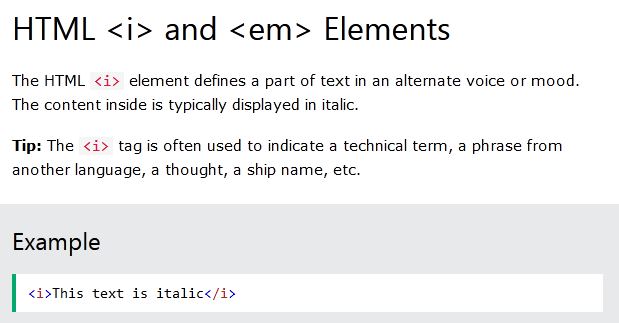 HTML <i> and <em> Elements
The HTML <i> element defines a part of text in an alternate voice or mood.
The content inside is typically displayed in italic.
Tip: The <i> tag is often used to indicate a technical term, a phrase from
another language, a thought, a ship name, etc.
Example
<i>This text is italic</i>